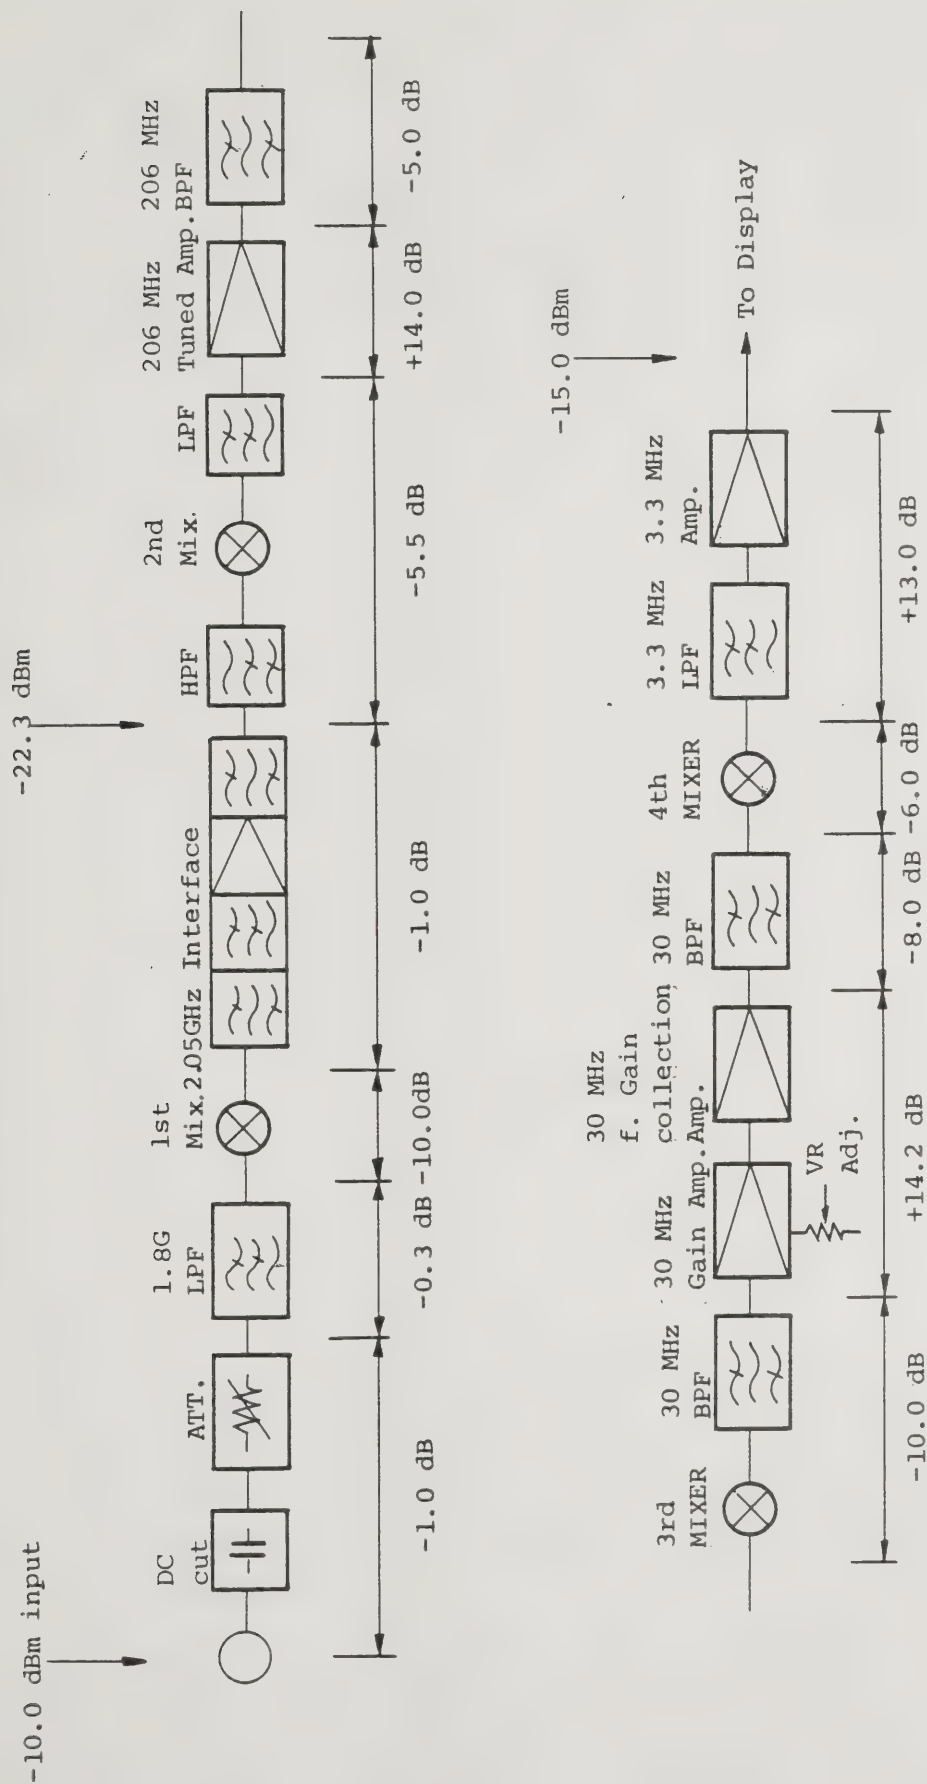 -10.0 dBm input
-22.3 dBm
DC
cut
ATT.
1.8G
LPF
1st
Mix.
2.05GHz Interface
HPF
2nd
Mix.
LPF
206 MHz
Tuned Amp.
206 MHz
BPF
-1.0 dB
-0.3 dB
-10.0dB
-1.0 dB
-5.5 dB
+14.0 dB
-5.0 dB
-15.0 dBm
3rd
MIXER
30 MHz
BPF
30 MHz
Gain Amp.
30 MHz
f. Gain
collection
Amp.
30 MHz
BPF
4th
MIXER
3.3 MHz
LPF
3.3 MHz
Amp.
To Display
VR
Adj.
-10.0 dB
+14.2 dB
-8.0 dB
-6.0 dB
+13.0 dB